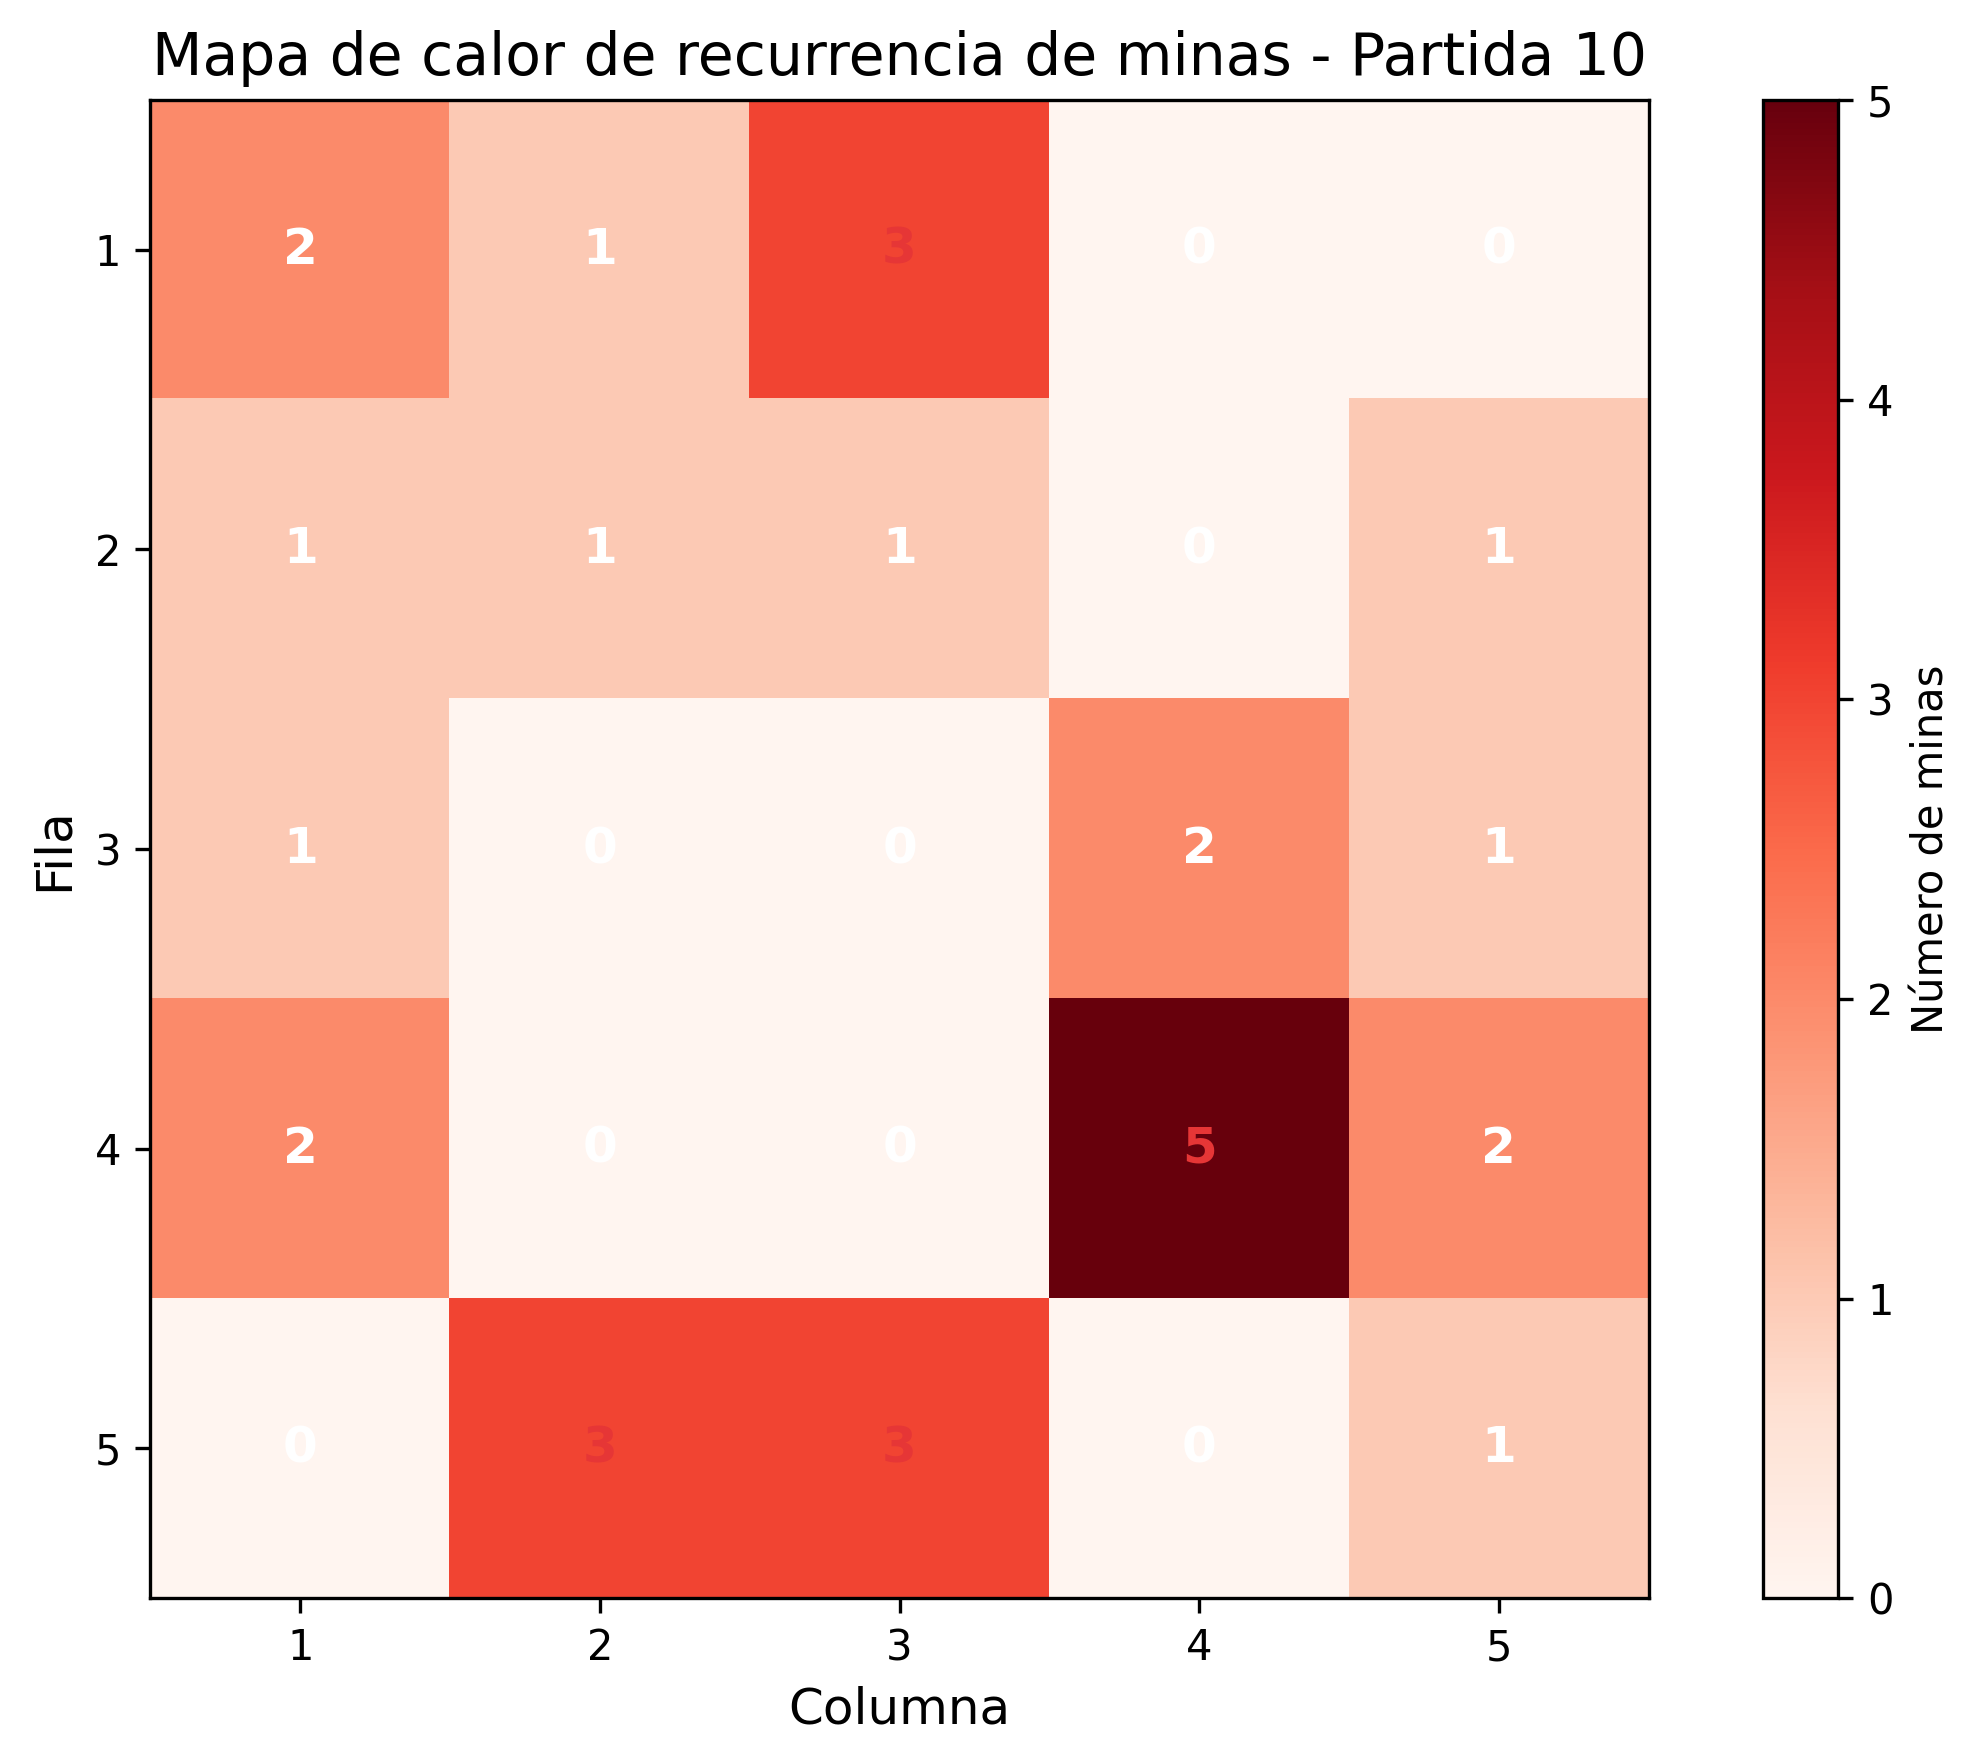 Mapa de calor de recurrencia de minas - Partida 10
5
4
3
2
1
0
Número de minas
Fila
1
2 1 3 0 0
2
1 1 1 0 1
3
1 0 0 2 1
4
2 0 0 5 2
5
0 3 3 0 1
1 2 3 4 5
Columna